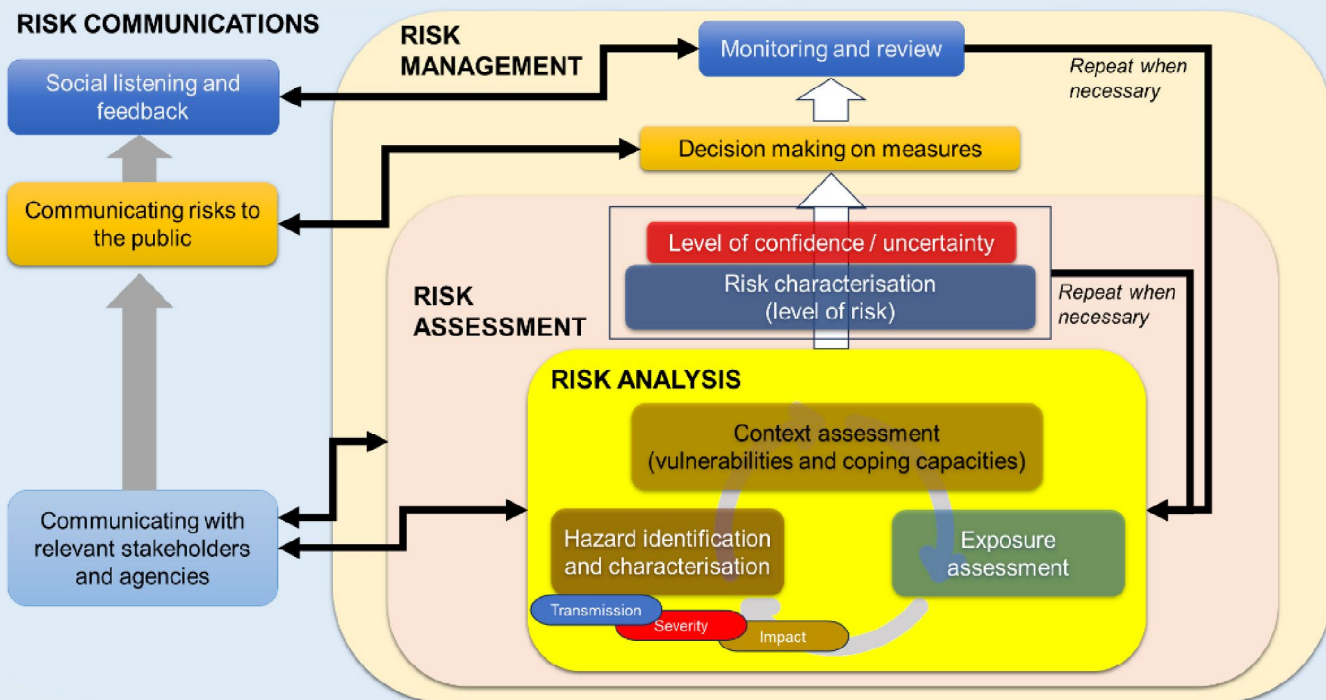 RISK COMMUNICATIONS
Social listening and
feedback
Communicating risks to
the public
Communicating with
relevant stakeholders
and agencies
RISK
MANAGEMENT
Monitoring and review
Repeat when
necessary
Decision making on measures
RISK
ASSESSMENT
Level of confidence / uncertainty
Risk characterisation
(level of risk)
Repeat when
necessary
RISK ANALYSIS
Context assessment
(vulnerabilities and coping capacities)
Hazard identification
and characterisation
Exposure
assessment
Transmission
Severity
Impact